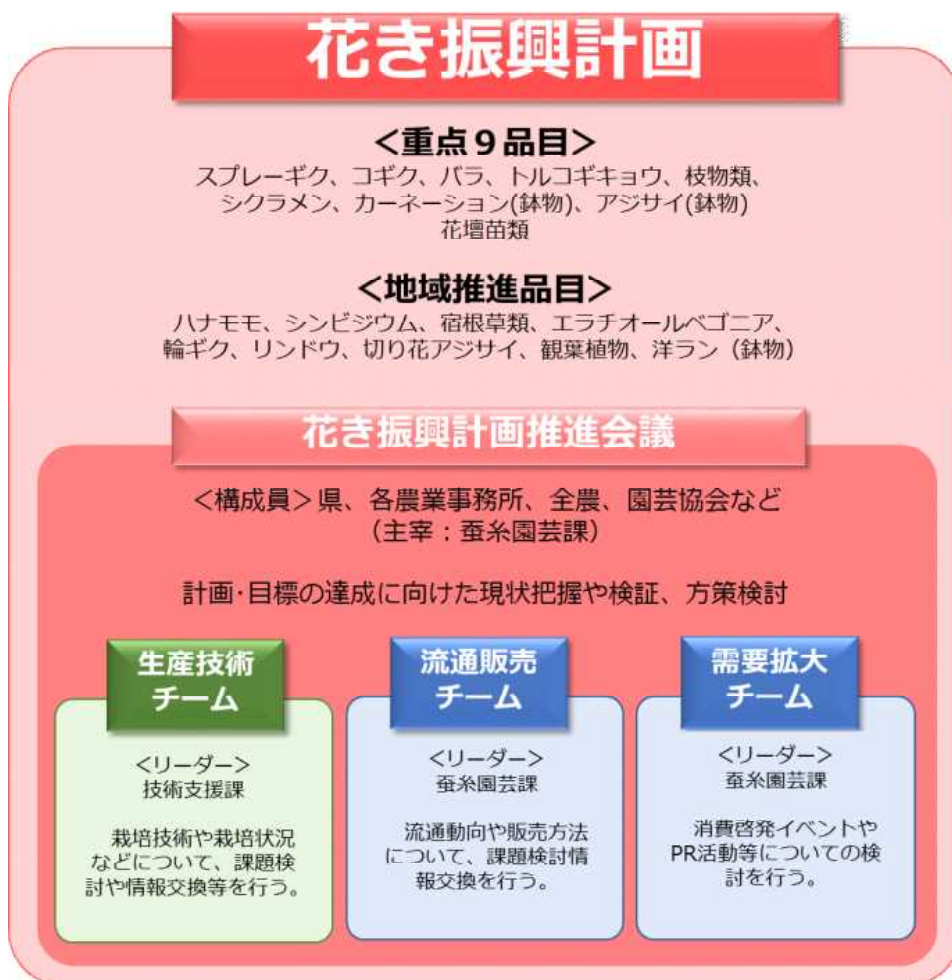 花き振興計画
＜重点９品目＞
スプレーギク、コギク、バラ、トルコギキョウ、枝物類、
シクラメン、カーネーション(鉢物)、アジサイ(鉢物)
花壇苗類
＜地域推進品目＞
ハナモモ、シンビジウム、宿根草類、エラチオールベゴニア、
輪ギク、リンドウ、切り花アジサイ、観葉植物、洋ラン（鉢物）
花き振興計画推進会議
＜構成員＞県、各農業事務所、全農、園芸協会など
（主宰：蚕糸園芸課）
計画･目標の達成に向けた現状把握や検証、方策検討
生産技術
チーム
＜リーダー＞
技術支援課
栽培技術や栽培状況
などについて、課題検
討や情報交換等を行う。
流通販売
チーム
＜リーダー＞
蚕糸園芸課
流通動向や販売方法
について、課題検討情
報交換を行う。
需要拡大
チーム
＜リーダー＞
蚕糸園芸課
消費啓発イベントや
PR活動等についての検
討を行う。